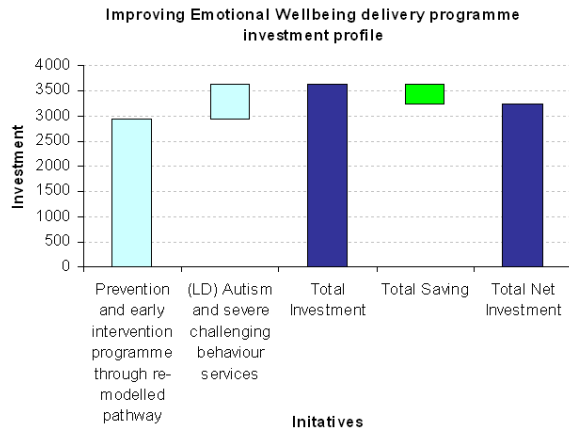 Improving Emotional Wellbeing delivery programme
investment profile
Investment
4000
3500
3000
2500
2000
1500
1000
500
0
Prevention
and early
intervention
programme
through re-
modelled
pathway
(LD) Autism
and severe
challenging
behaviour
services
Total
Investment
Total Saving
Total Net
Investment
Initatives